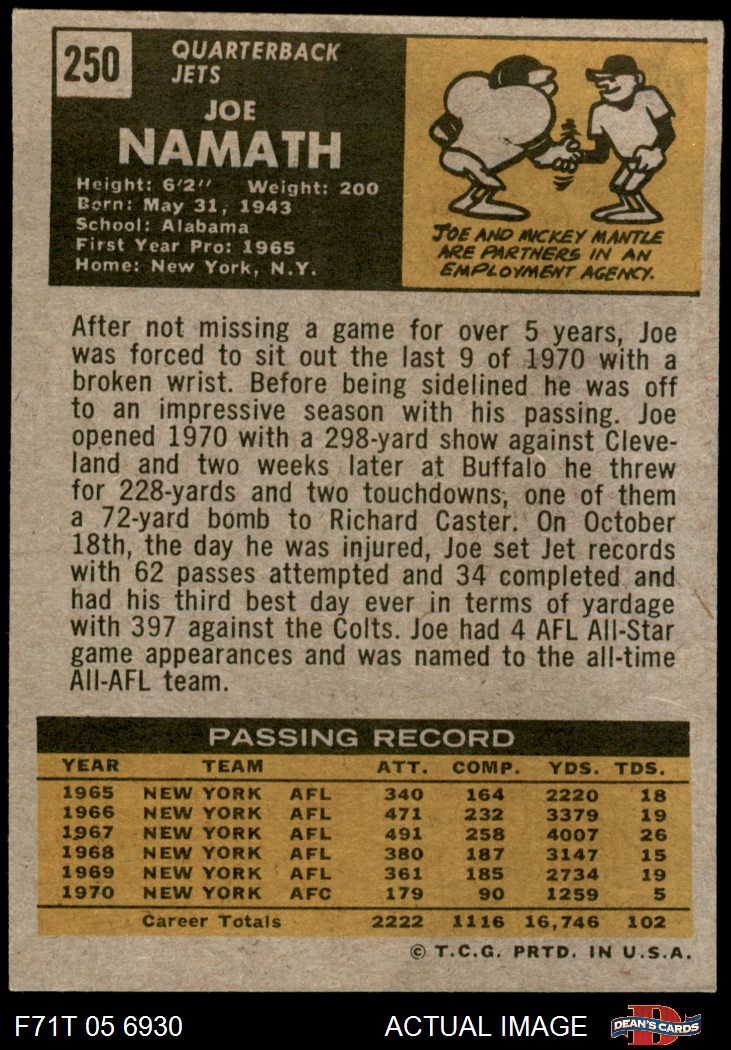 250
QUARTERBACK
JETS
JOE
NAMATH
Height: 6'2" Weight: 200
Born: May 31, 1943
School: Alabama
First Year Pro: 1965
Home: New York, N.Y.
JOE AND MICKEY MANTLE
ARE PARTNERS IN AN
EMPLOYMENT AGENCY.
After not missing a game for over 5 years, Joe
was forced to sit out the last 9 of 1970 with a
broken wrist. Before being sidelined he was off
to an impressive season with his passing. Joe
opened 1970 with a 298-yard show against Cleve-
land and two weeks later at Buffalo he threw
for 228-yards and two touchdowns, one of them
a 72-yard bomb to Richard Caster. On October
18th, the day he was injured, Joe set Jet records
with 62 passes attempted and 34 completed and
had his third best day ever in terms of yardage
with 397 against the Colts. Joe had 4 AFL All-Star
game appearances and was named to the all-time
All-AFL team.
PASSING RECORD
YEAR TEAM ATT. COMP. YDS. TDS.
1965 NEW YORK AFL 340 164 2220 18
1966 NEW YORK AFL 471 232 3379 19
1967 NEW YORK AFL 491 258 4007 26
1968 NEW YORK AFL 380 187 3147 15
1969 NEW YORK AFL 361 185 2734 19
1970 NEW YORK AFC 179 90 1259 5
Career Totals 2222 1116 16,746 102
© T.C.G. PRTD. IN U.S.A.
F71T 05 6930 ACTUAL IMAGE D DEAN'S CARDS